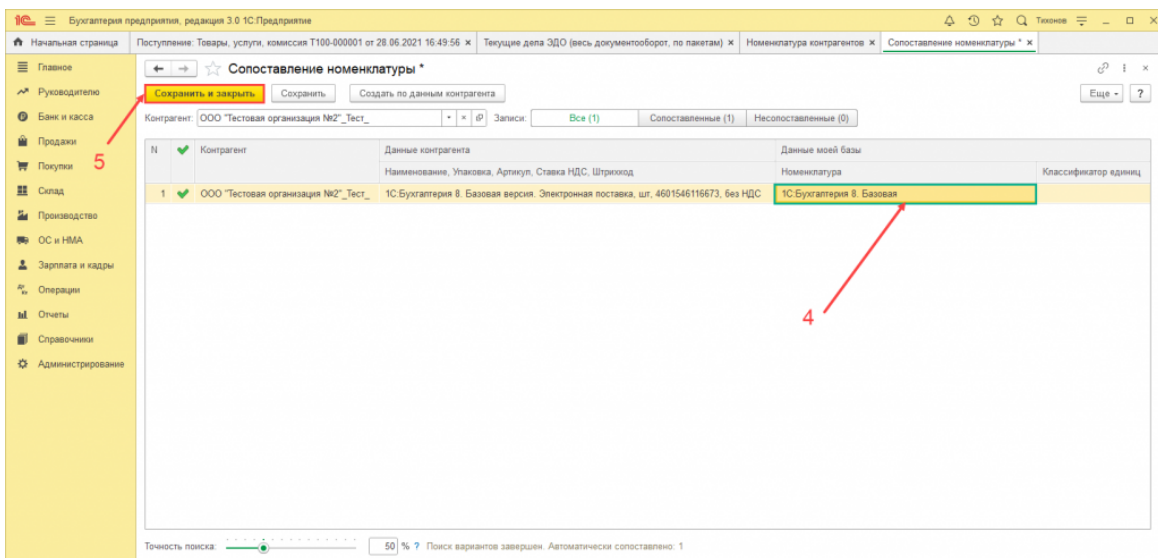 1С Бухгалтерия предприятия, редакция 3.0 1С:Предприятие Тихонов
Начальная страница Поступление: Товары, услуги, комиссия Т100-000001 от 28.06.2021 16:49:56 × Текущие дела ЭДО (весь документооборот, по пакетам) × Номенклатура контрагентов × Сопоставление номенклатуры * ×
Главное
Руководителю
Банк и касса
Продажи
Покупки
Склад
Производство
ОС и НМА
Зарплата и кадры
Операции
Отчеты
Справочники
Администрирование
Сопоставление номенклатуры *
Сохранить и закрыть Сохранить Создать по данным контрагента Еще ?
Контрагент: ООО "Тестовая организация №2"_Тест_ Записи: Все (1) Сопоставленные (1) Несопоставленные (0)
5
N Контрагент Данные контрагента Данные моей базы
Наименование, Упаковка, Артикул, Ставка НДС, Штрихкод Номенклатура Классификатор единиц
1 ООО "Тестовая организация №2"_Тест_ 1С:Бухгалтерия 8. Базовая версия. Электронная поставка, шт, 4601546116673, без НДС 1С:Бухгалтерия 8. Базовая
4
Точность поиска: 50 % ? Поиск вариантов завершен. Автоматически сопоставлено: 1